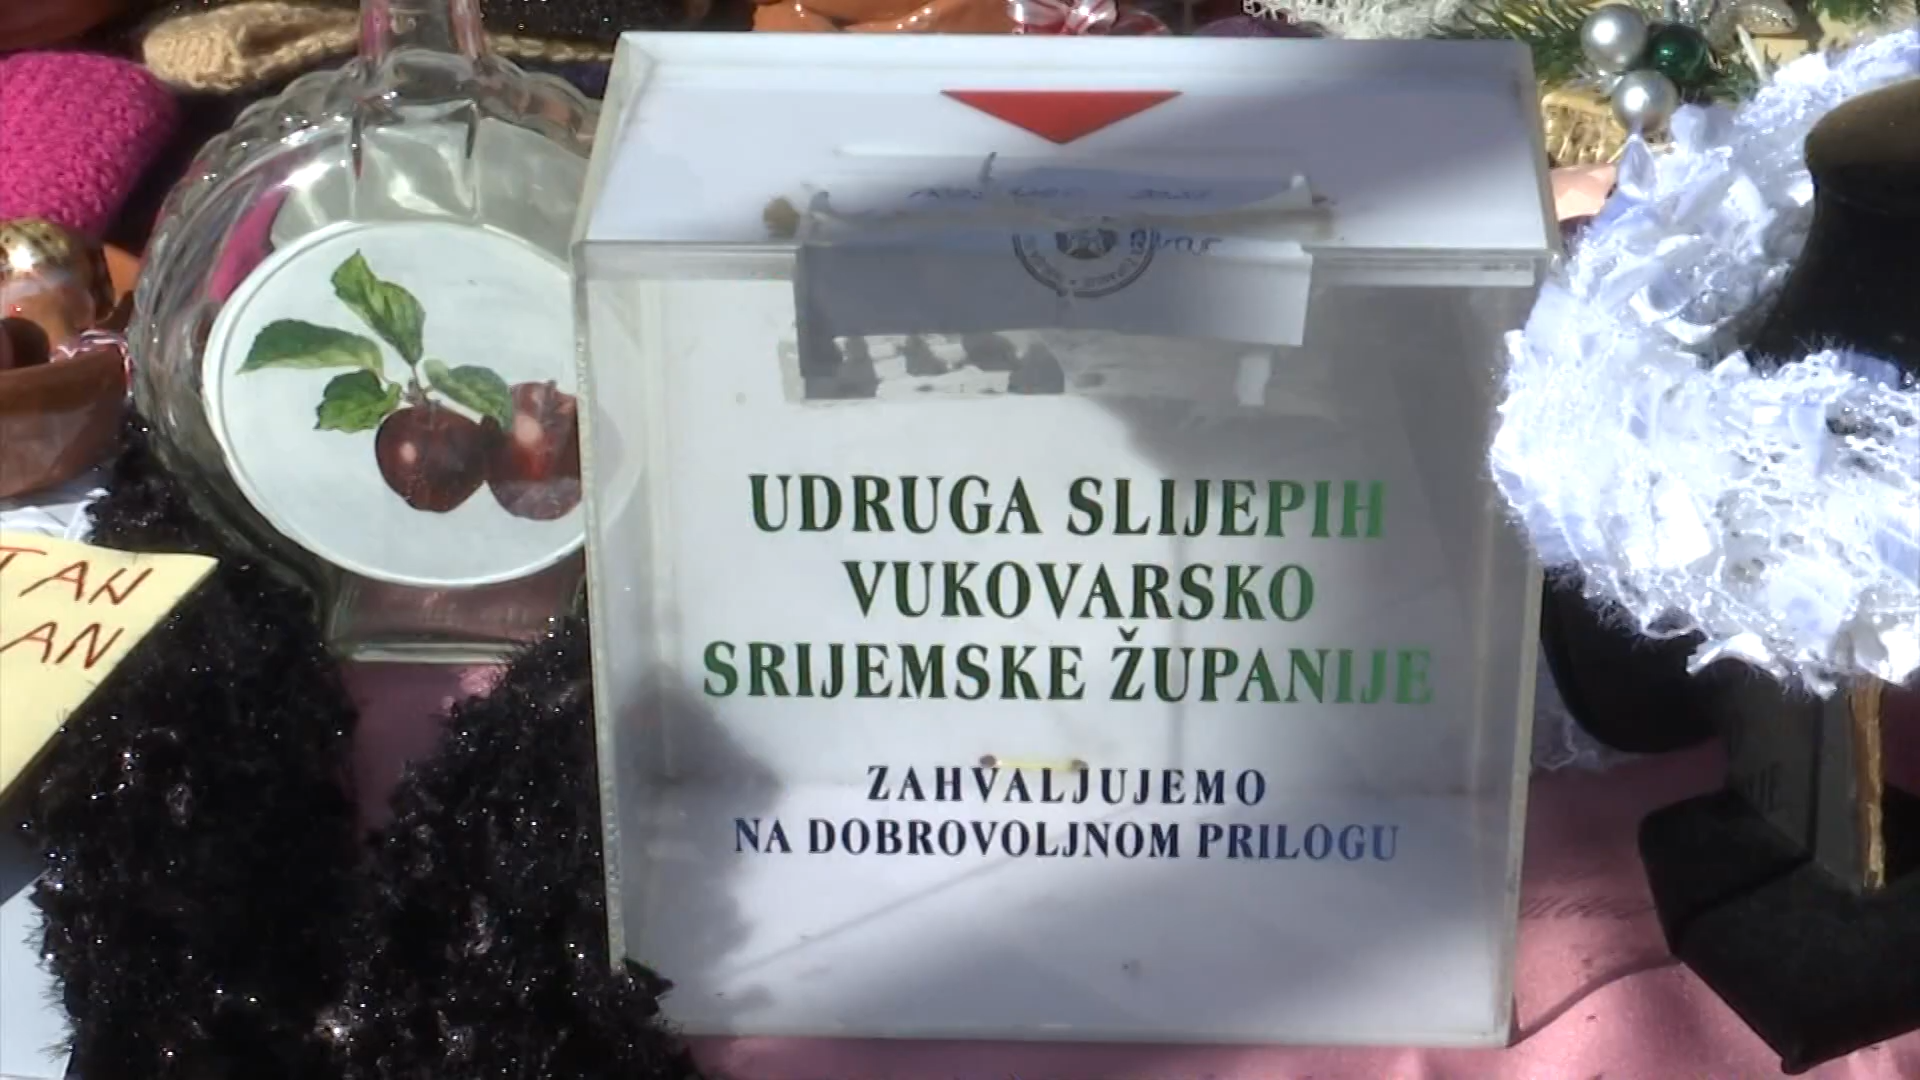 UDRUGA SLIJEPIH
VUKOVARSKO
SRIJEMSKE ŽUPANIJE
ZAHVALJUJEMO
NA DOBROVOLJNOM PRILOGU